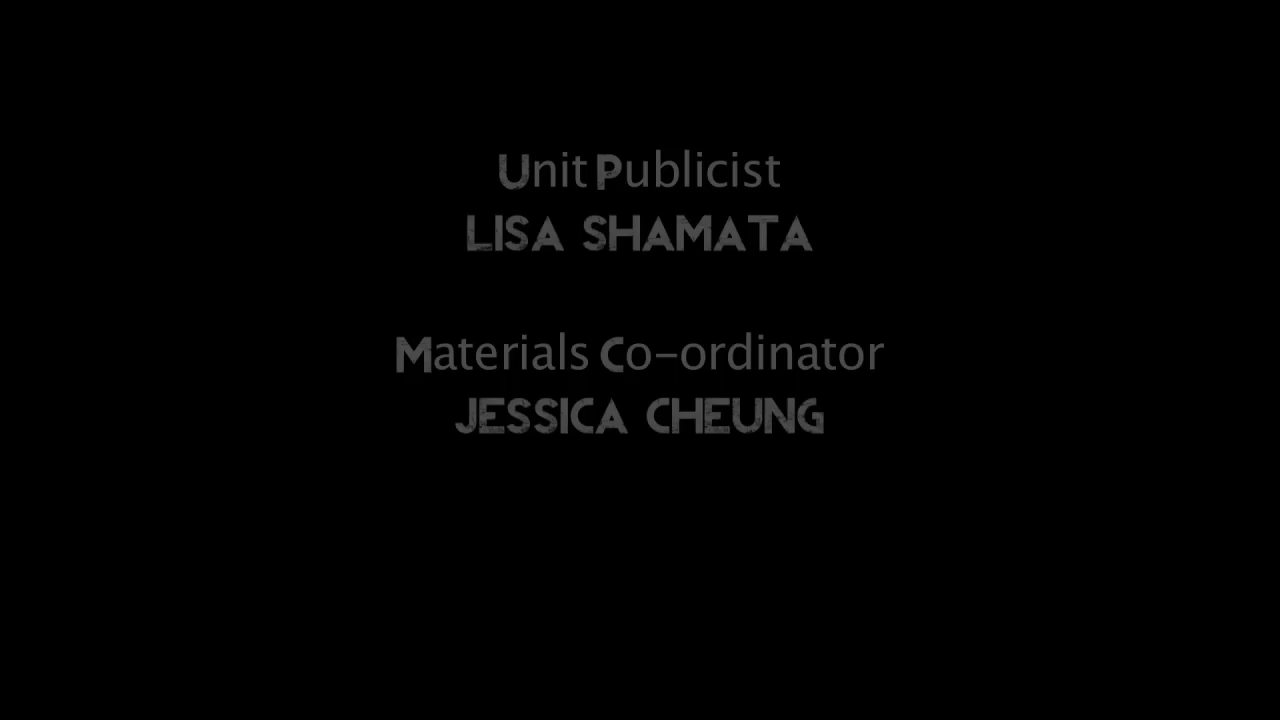 Unit Publicist
LISA SHAMATA
Materials Co-ordinator
JESSICA CHEUNG